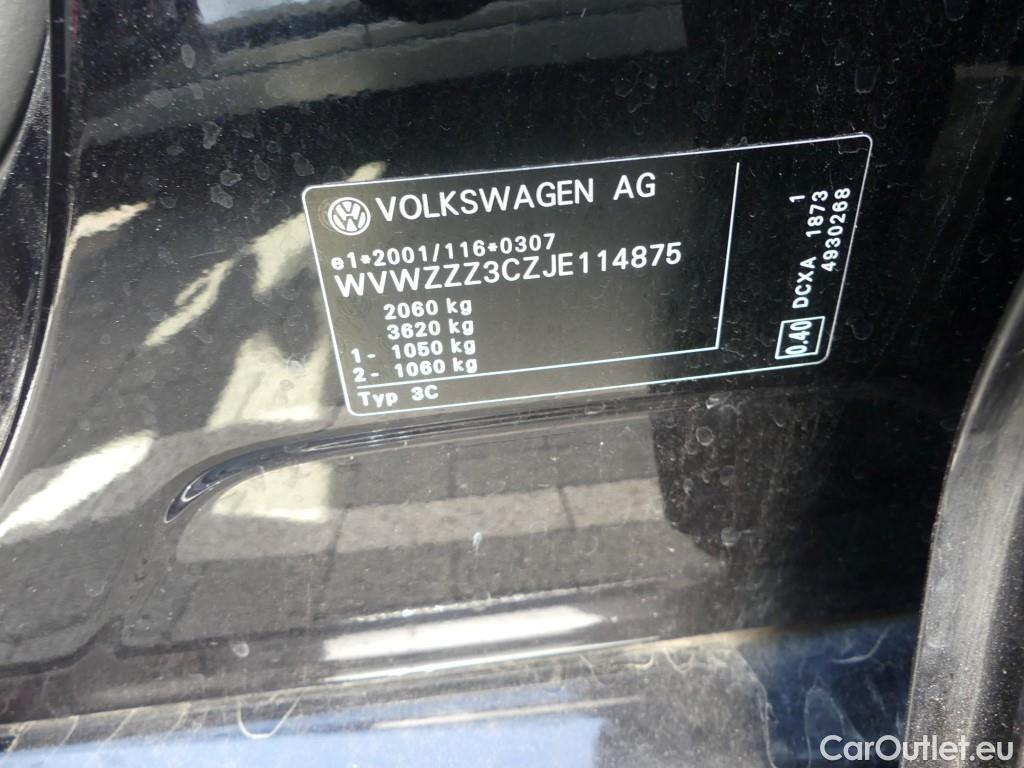 VOLKSWAGEN AG
e1*2001/116*0307
WVWZZZ3CZJE114875
2060 kg
3620 kg
1- 1050 kg
2- 1060 kg
Typ 3C
1
DCXA 1873
4930268
0.40
CarOutlet.eu